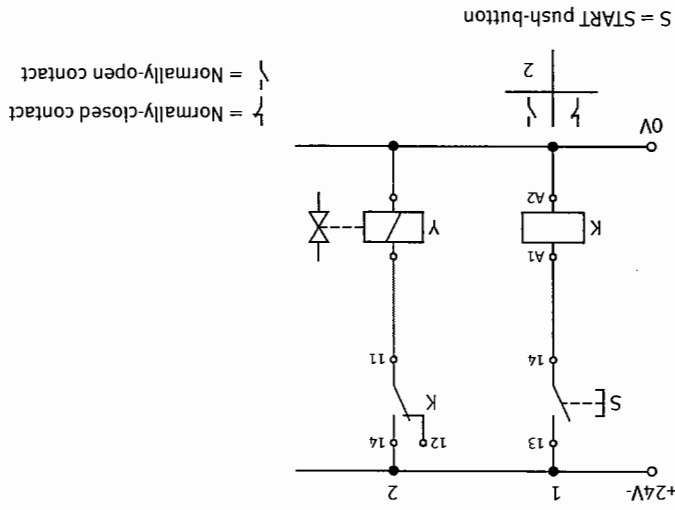 +24V- 1 2
13 12 14
S K
14 11
A1
K Y
A2
0V
= Normally-closed contact
= Normally-open contact
2
S = START push-button